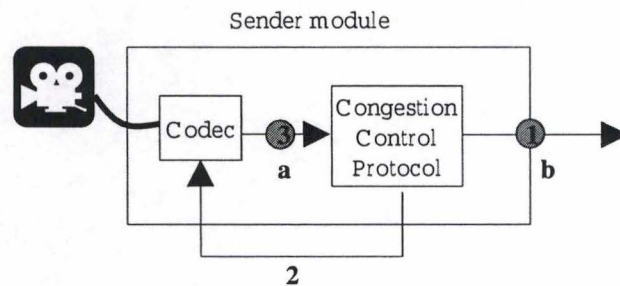 Sender module
Codec
3
a
Congestion
Control
Protocol
1
b
2